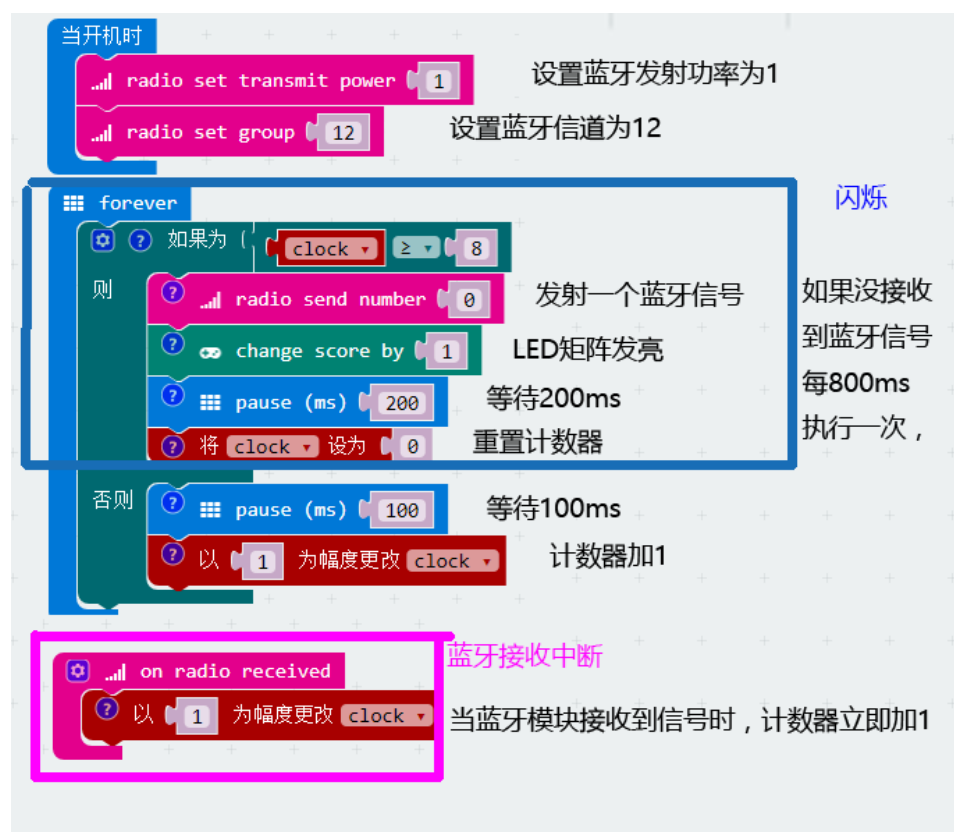 当开机时
radio set transmit power 1 设置蓝牙发射功率为1
radio set group 12 设置蓝牙信道为12
forever 闪烁
? 如果为 ( clock ▾ ≥ ▾ 8
则 ? radio send number 0 发射一个蓝牙信号 如果没接收
? change score by 1 LED矩阵发亮 到蓝牙信号
? pause (ms) 200 等待200ms 每800ms
? 将 clock ▾ 设为 0 重置计数器 执行一次，
否则 ? pause (ms) 100 等待100ms
? 以 1 为幅度更改 clock ▾ 计数器加1
蓝牙接收中断
on radio received
? 以 1 为幅度更改 clock ▾ 当蓝牙模块接收到信号时，计数器立即加1